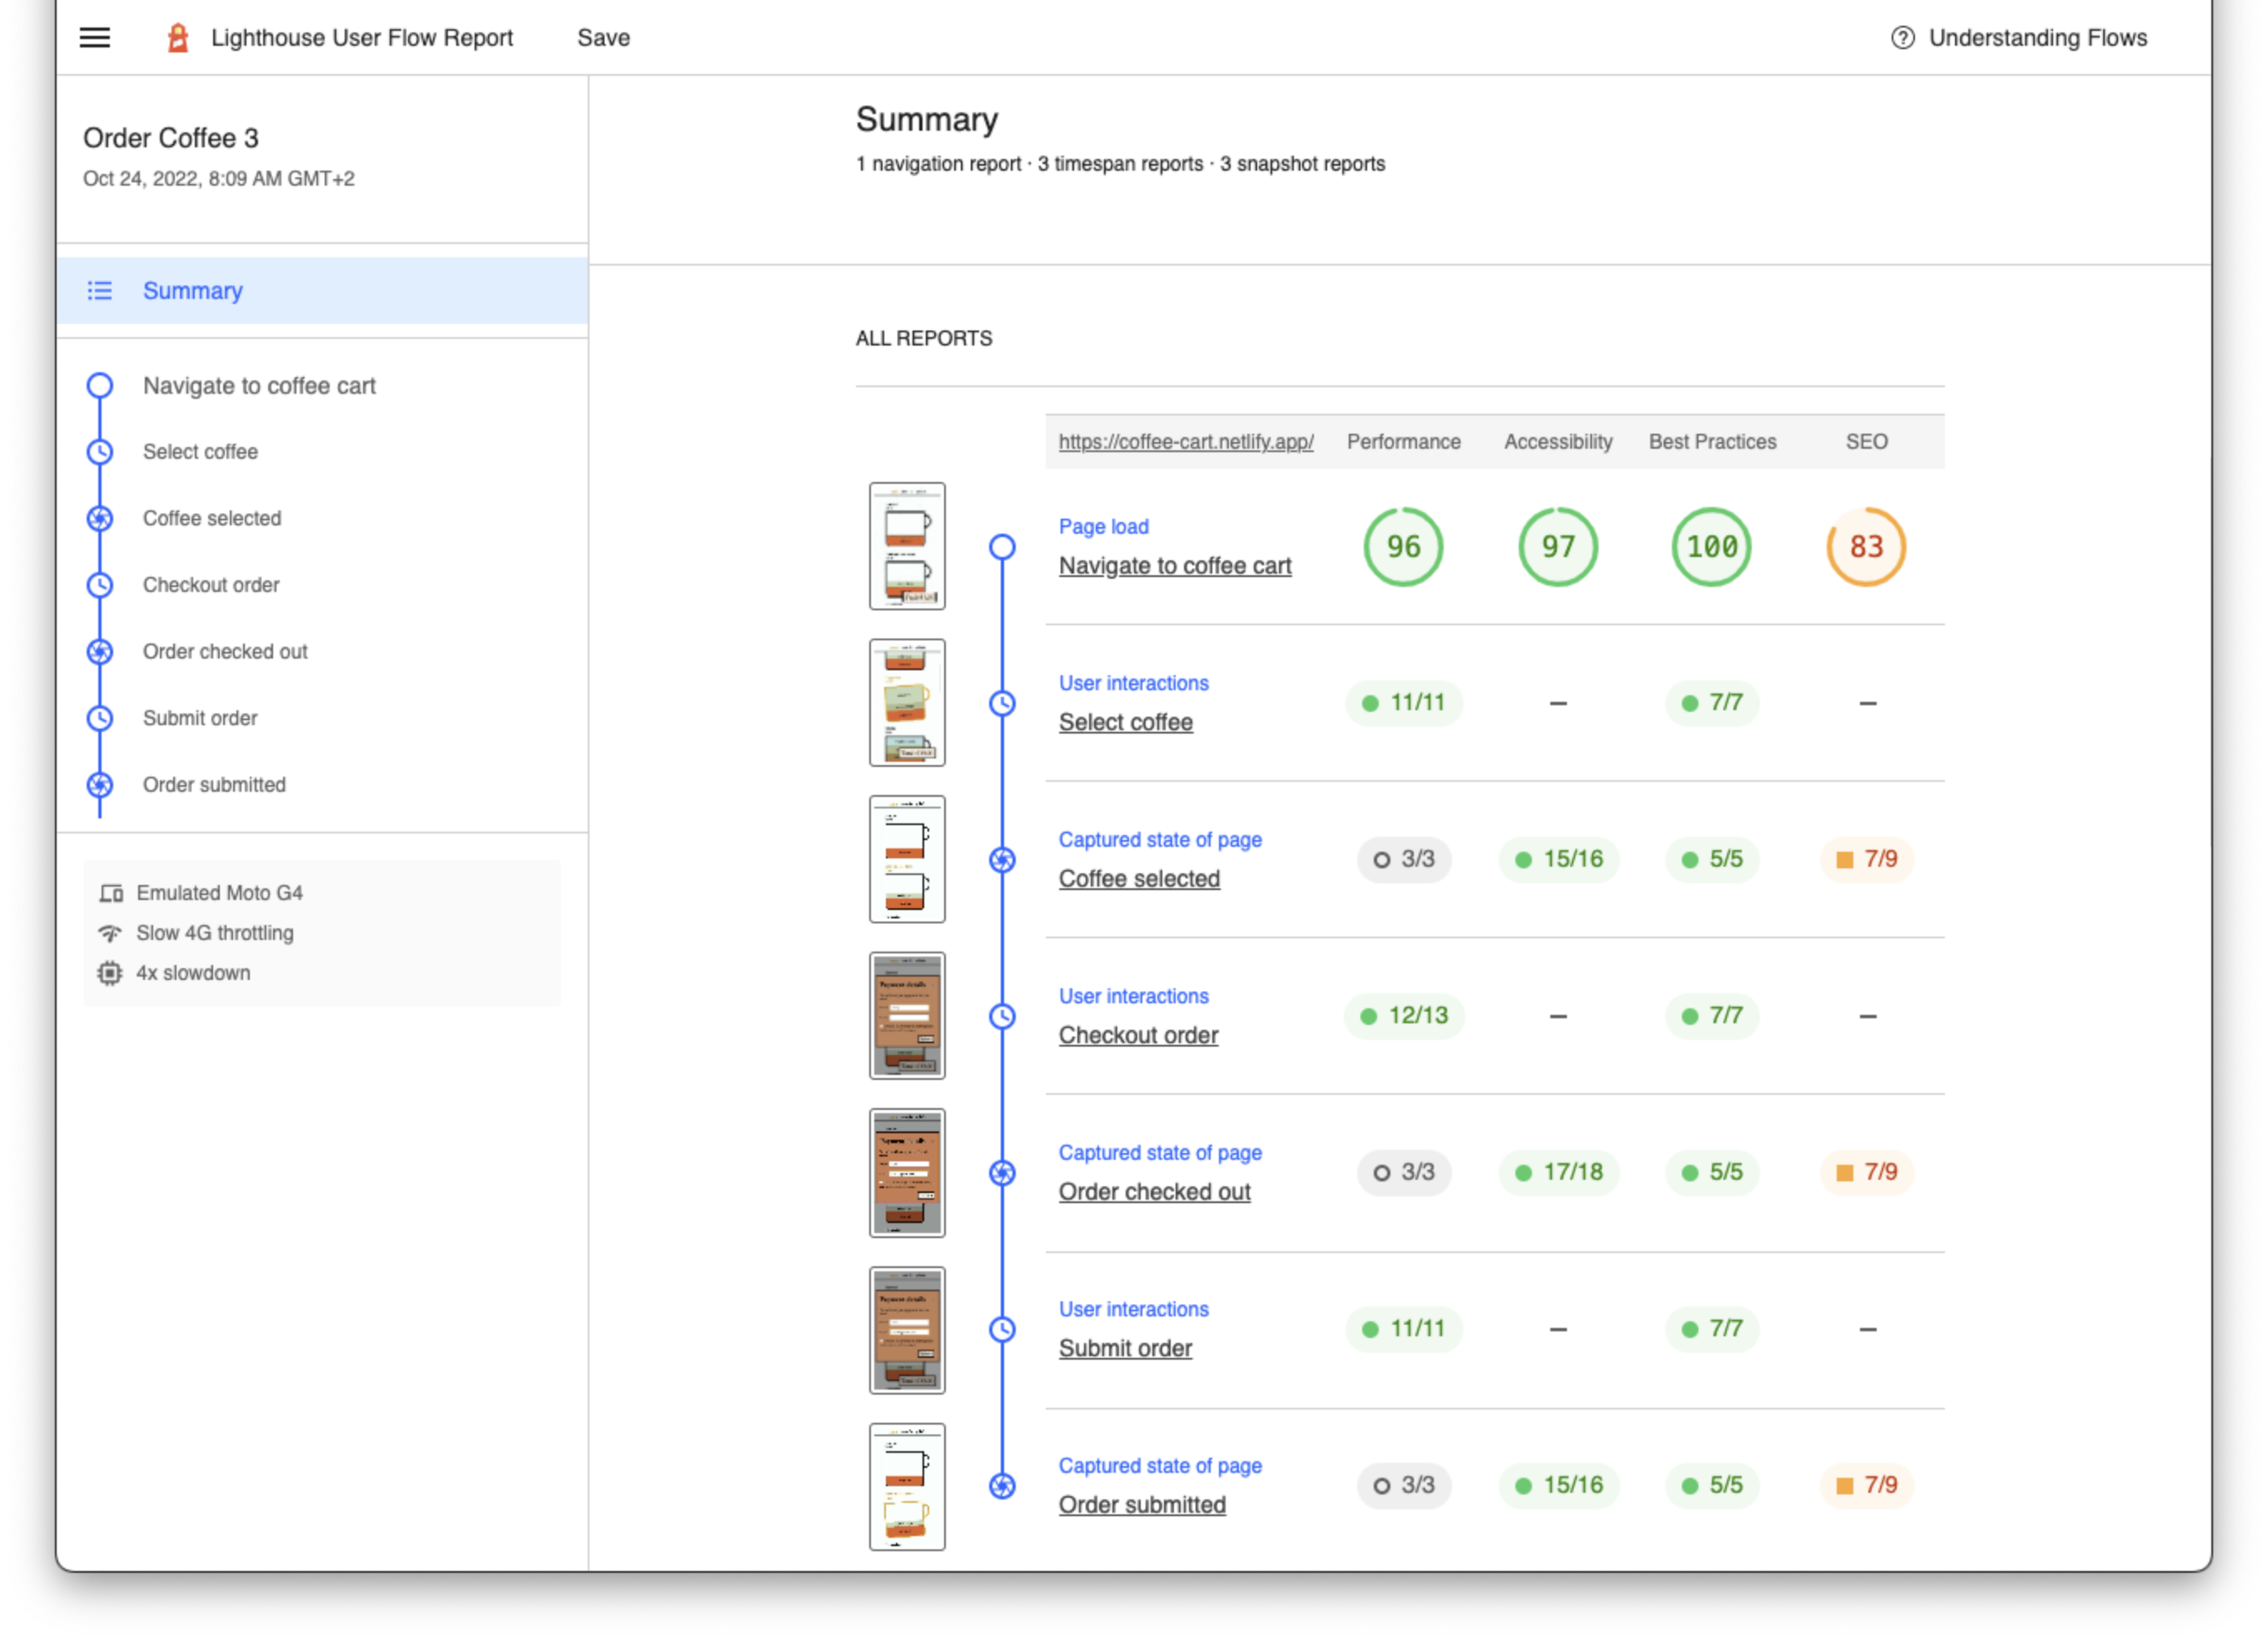 Lighthouse User Flow Report
Save
Understanding Flows
Order Coffee 3
Oct 24, 2022, 8:09 AM GMT+2
Summary
Navigate to coffee cart
Select coffee
Coffee selected
Checkout order
Order checked out
Submit order
Order submitted
Emulated Moto G4
Slow 4G throttling
4x slowdown
Summary
1 navigation report · 3 timespan reports · 3 snapshot reports
ALL REPORTS
https://coffee-cart.netlify.app/ Performance Accessibility Best Practices SEO
Page load
Navigate to coffee cart
96 97 100 83
User interactions
Select coffee
11/11 – 7/7 –
Captured state of page
Coffee selected
3/3 15/16 5/5 7/9
User interactions
Checkout order
12/13 – 7/7 –
Captured state of page
Order checked out
3/3 17/18 5/5 7/9
User interactions
Submit order
11/11 – 7/7 –
Captured state of page
Order submitted
3/3 15/16 5/5 7/9
Payment details
Payment details